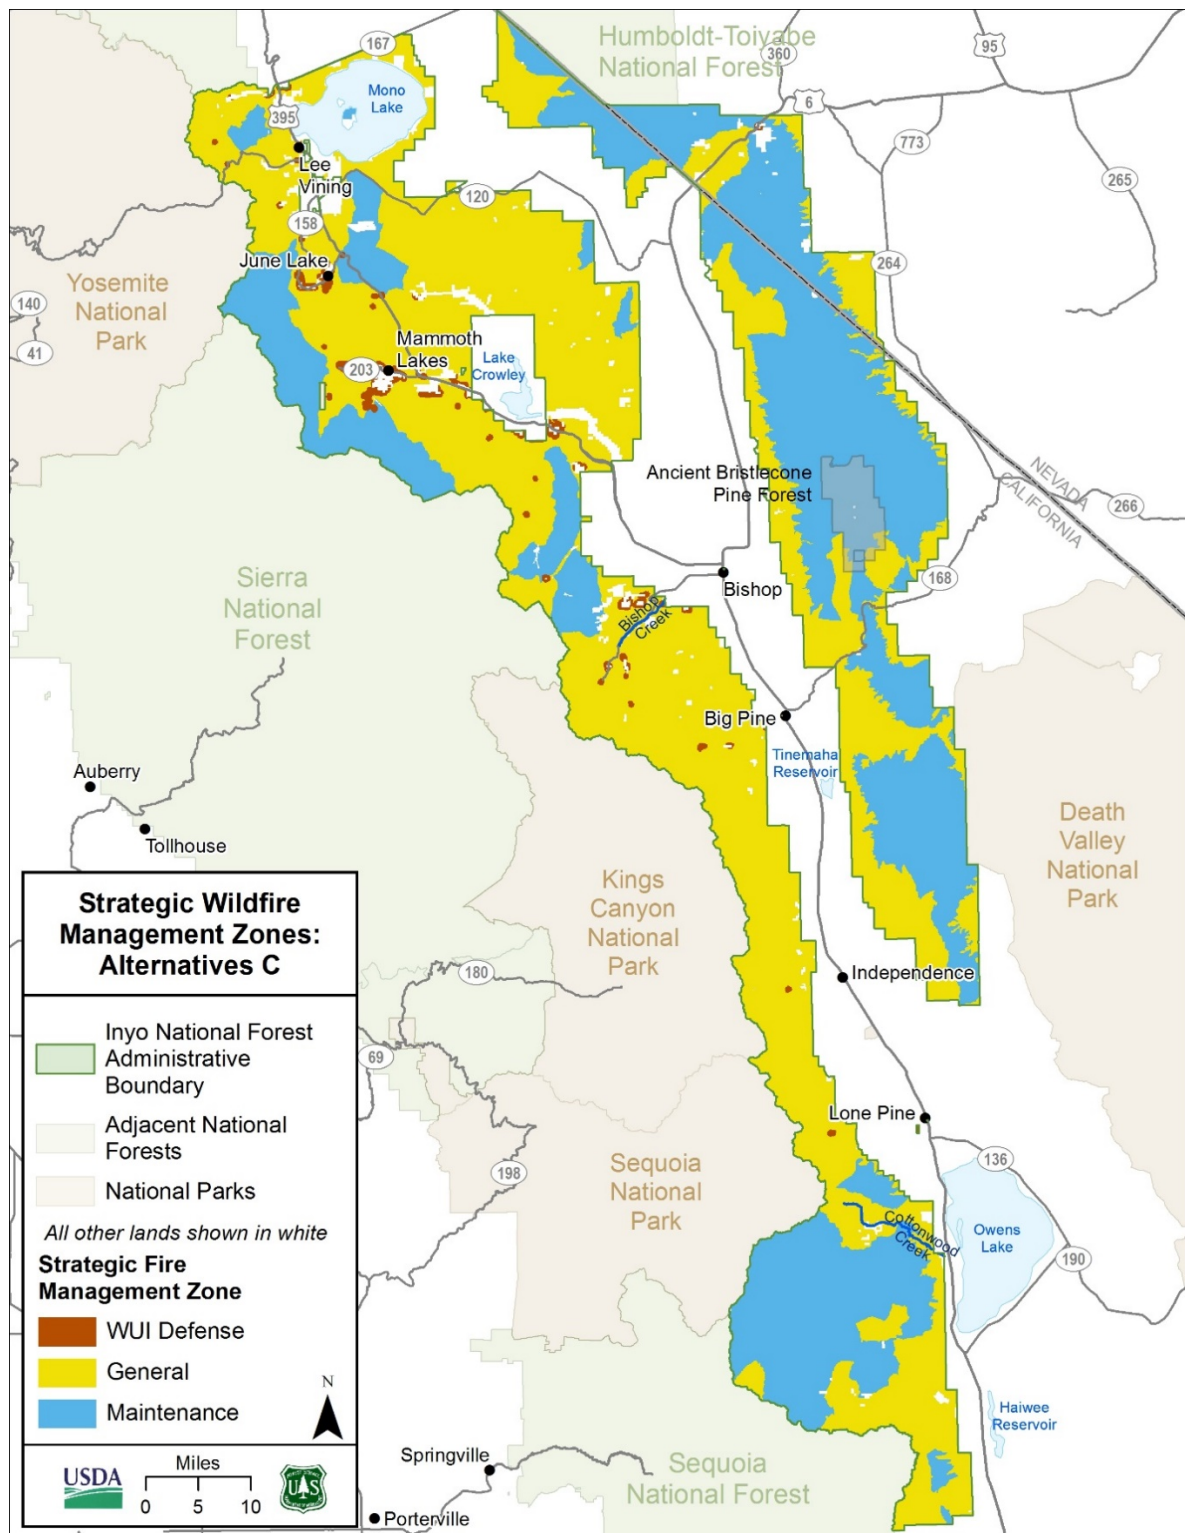 Humboldt-Toiyabe
National Forest
167
360
95
6
Mono
Lake
395
773
Lee
Vining
265
120
158
264
June Lake
Yosemite
National
Park
140
41
Mammoth
Lakes
203
Lake
Crowley
Ancient Bristlecone
Pine Forest
NEVADA
CALIFORNIA
266
Sierra
National
Forest
168
Bishop
Bishop
Creek
Big Pine
Tinemaha
Reservoir
Auberry
Tollhouse
Death
Valley
National
Park
Kings
Canyon
National
Park
180
Independence
69
Lone Pine
136
198
Sequoia
National
Park
Cottonwood
Creek
Owens
Lake
190
Haiwee
Reservoir
Springville
Sequoia
National Forest
Porterville
Strategic Wildfire
Management Zones:
Alternatives C
Inyo National Forest
Administrative
Boundary
Adjacent National
Forests
National Parks
All other lands shown in white
Strategic Fire
Management Zone
WUI Defense
General
Maintenance
N
USDA
Miles
0 5 10
U S